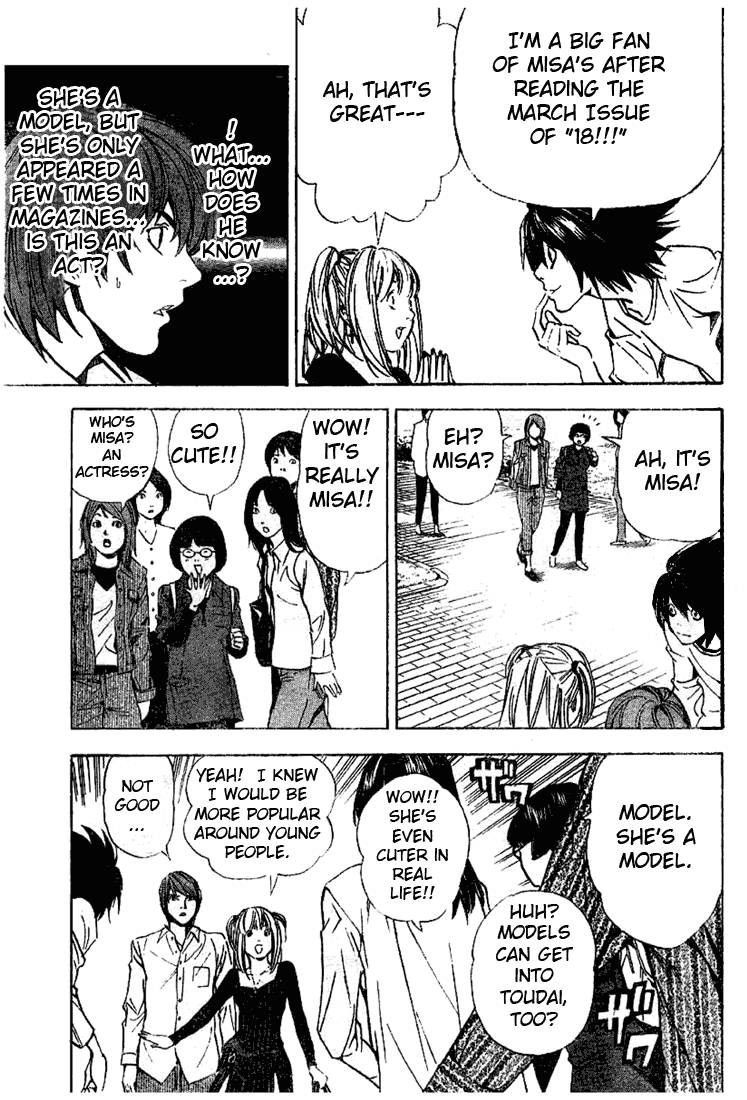 I'M A BIG FAN
OF MISA'S AFTER
READING THE
MARCH ISSUE
OF "18!!!"
AH, THAT'S
GREAT---
!
WHAT...
HOW
DOES
HE
KNOW
...?
SHE'S A
MODEL, BUT
SHE'S ONLY
APPEARED A
FEW TIMES IN
MAGAZINES...
IS THIS AN
ACT?
AH, IT'S
MISA!
EH?
MISA?
WOW!
IT'S
REALLY
MISA!!
SO
CUTE!!
WHO'S
MISA?
AN
ACTRESS?
MODEL.
SHE'S A
MODEL.
ザワ
HUH?
MODELS
CAN GET
INTO
TOUDAI,
TOO?
ザワ
WOW!!
SHE'S
EVEN
CUTER IN
REAL
LIFE!!
YEAH! I KNEW
I WOULD BE
MORE POPULAR
AROUND YOUNG
PEOPLE.
NOT
GOOD
...